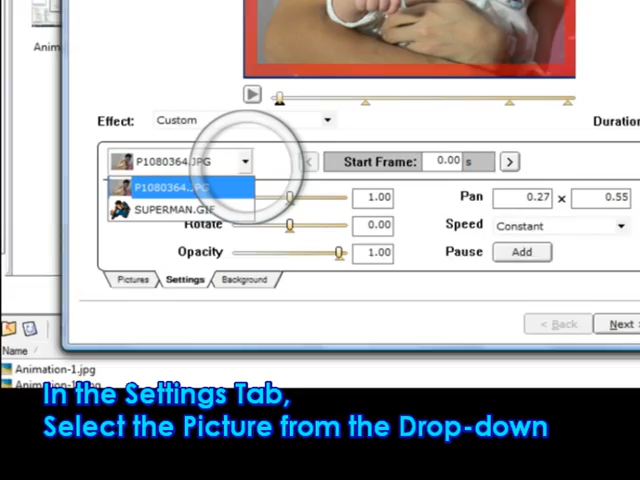 Anim
Effect: Custom Duration
P1080364.JPG Start Frame: 0.00 s
P1080364.JPG 1.00 Pan 0.27 x 0.55
SUPERMAN.GIF
Rotate 0.00 Speed Constant
Opacity 1.00 Pause Add
Pictures Settings Background
< Back Next >
Name
Animation-1.jpg
In the Settings Tab,
Select the Picture from the Drop-down